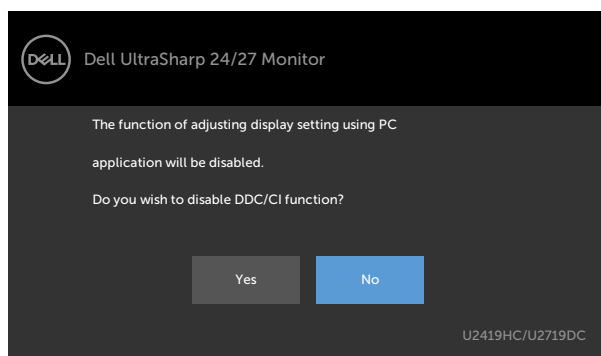 DELL
Dell UltraSharp 24/27 Monitor
The function of adjusting display setting using PC
application will be disabled.
Do you wish to disable DDC/CI function?
Yes
No
U2419HC/U2719DC